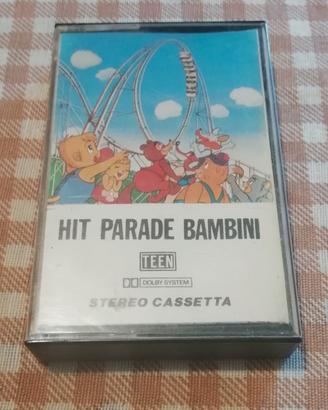 HIT PARADE BAMBINI
TEEN
DOLBY SYSTEM
STEREO CASSETTA